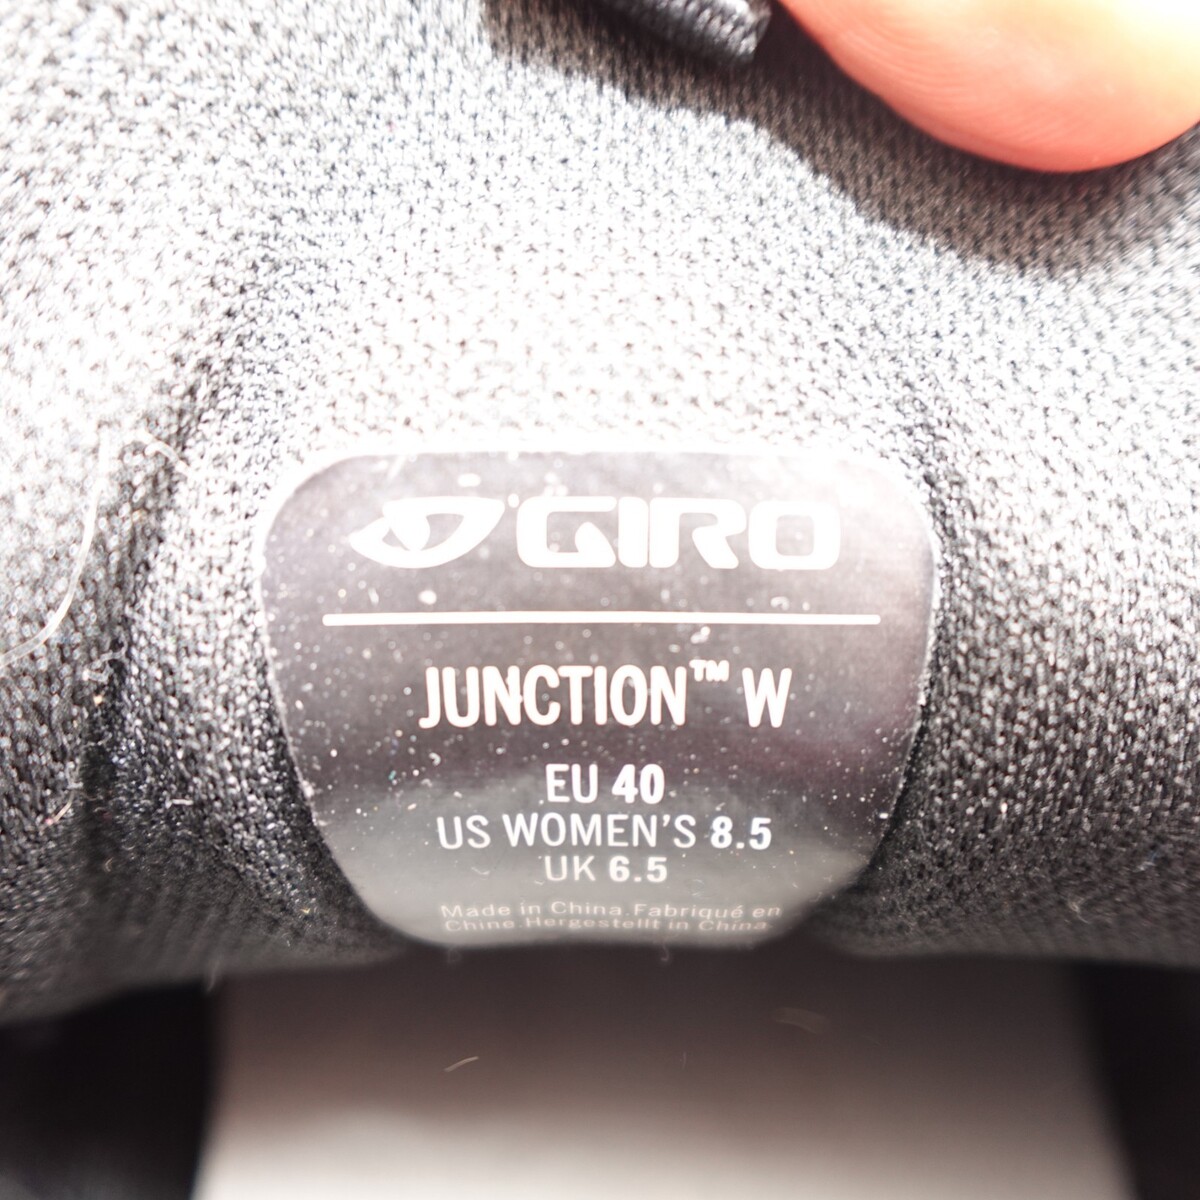 GIRO
JUNCTION™ W
EU 40
US WOMEN'S 8.5
UK 6.5
Made in China.Fabriqué en
Chine.Hergestellt in China